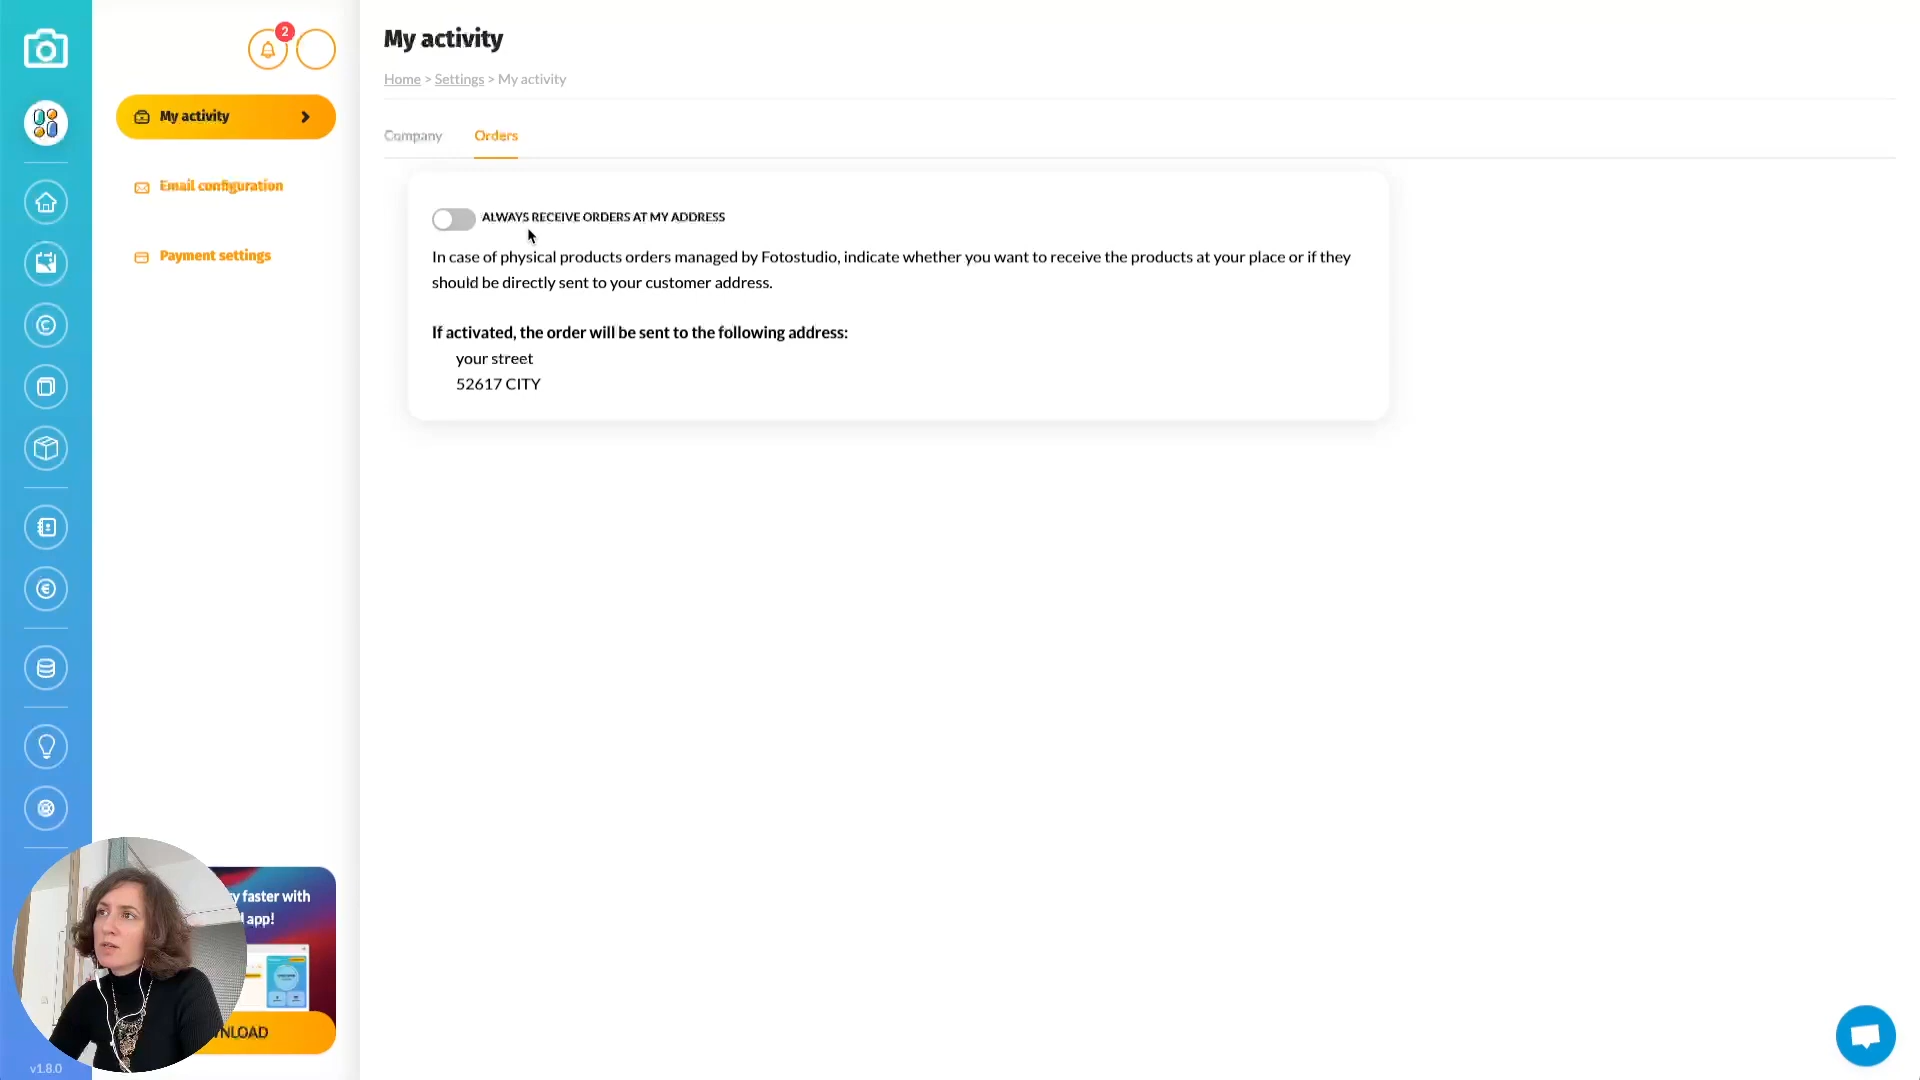 2
My activity
Email configuration
Payment settings
My activity
Home > Settings > My activity
Company
Orders
ALWAYS RECEIVE ORDERS AT MY ADDRESS
In case of physical products orders managed by Fotostudio, indicate whether you want to receive the products at your place or if they
should be directly sent to your customer address.
If activated, the order will be sent to the following address:
your street
52617 CITY
faster with
app!
v1.8.0